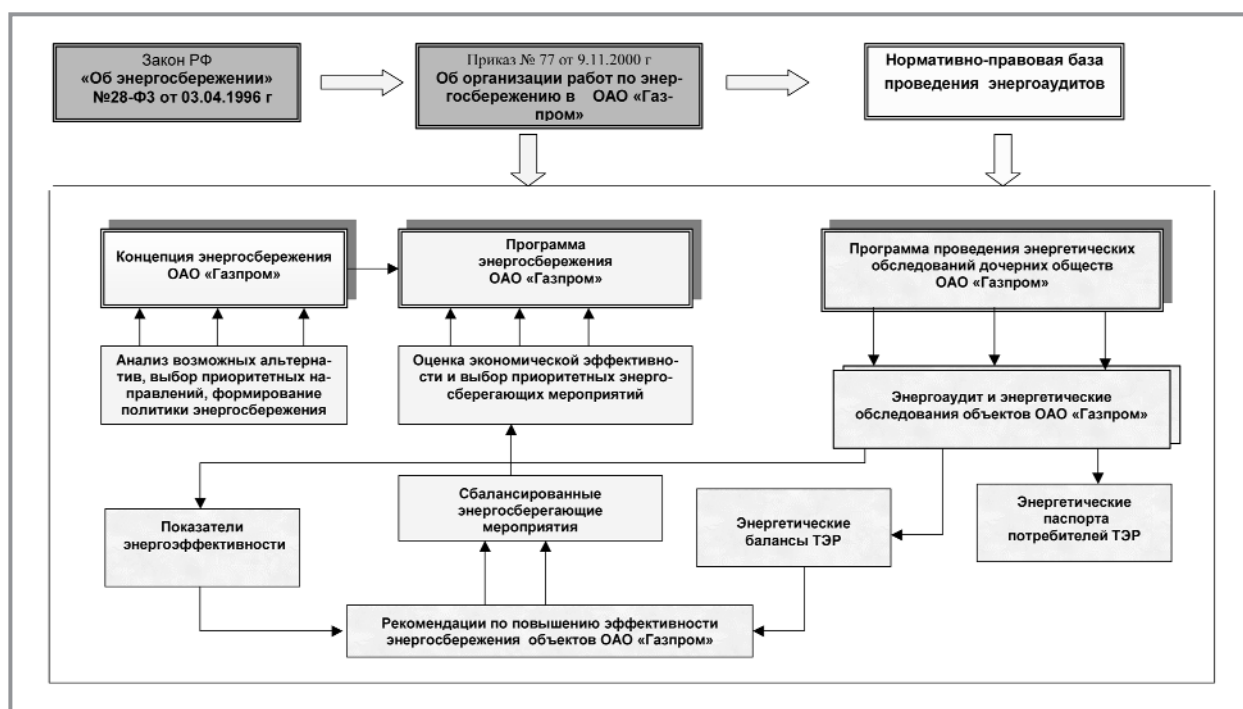 Закон РФ
«Об энергосбережении»
№28-ФЗ от 03.04.1996 г
Приказ № 77 от 9.11.2000 г
Об организации работ по энер-
госбережению в ОАО «Газ-
пром»
Нормативно-правовая база
проведения энергоаудитов
Концепция энергосбережения
ОАО «Газпром»
Программа
энергосбережения
ОАО «Газпром»
Программа проведения энергетических
обследований дочерних обществ
ОАО «Газпром»
Анализ возможных альтерна-
тив, выбор приоритетных на-
правлений, формирование
политики энергосбережения
Оценка экономической эффективно-
сти и выбор приоритетных энерго-
сберегающих мероприятий
Энергоаудит и энергетические
обследования объектов ОАО «Газпром»
Показатели
энергоэффективности
Сбалансированные
энергосберегающие
мероприятия
Энергетические
балансы ТЭР
Энергетические
паспорта
потребителей ТЭР
Рекомендации по повышению эффективности
энергосбережения объектов ОАО «Газпром»